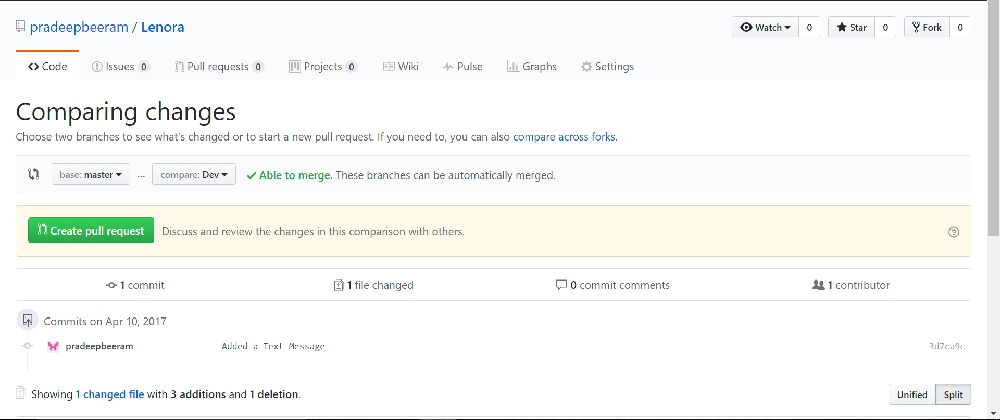 pradeepbeeram / Lenora
Watch 0 Star 0 Fork 0
Code Issues 0 Pull requests 0 Projects 0 Wiki Pulse Graphs Settings
Comparing changes
Choose two branches to see what's changed or to start a new pull request. If you need to, you can also compare across forks.
base: master ... compare: Dev Able to merge. These branches can be automatically merged.
Create pull request Discuss and review the changes in this comparison with others.
1 commit 1 file changed 0 commit comments 1 contributor
Commits on Apr 10, 2017
pradeepbeeram Added a Text Message 3d7ca9c
Showing 1 changed file with 3 additions and 1 deletion. Unified Split